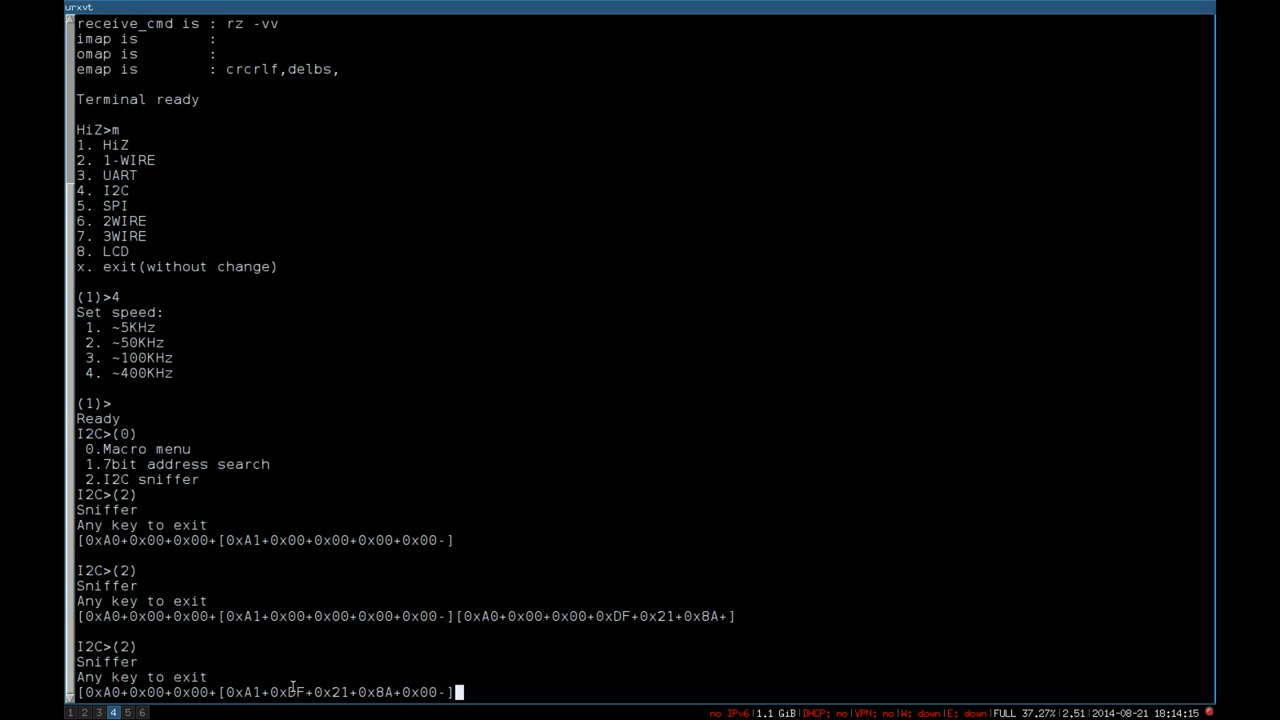 urxvt
receive_cmd is : rz -vv
imap is        :
omap is        :
emap is        : crcrlf,delbs,
Terminal ready
HiZ>m
1. HiZ
2. 1-WIRE
3. UART
4. I2C
5. SPI
6. 2WIRE
7. 3WIRE
8. LCD
x. exit(without change)
(1)>4
Set speed:
1. ~5KHz
2. ~50KHz
3. ~100KHz
4. ~400KHz
(1)>
Ready
I2C>(0)
0.Macro menu
1.7bit address search
2.I2C sniffer
I2C>(2)
Sniffer
Any key to exit
[0xA0+0x00+0x00+[0xA1+0x00+0x00+0x00+0x00-]
I2C>(2)
Sniffer
Any key to exit
[0xA0+0x00+0x00+[0xA1+0x00+0x00+0x00+0x00-][0xA0+0x00+0x00+0xDF+0x21+0x8A+]
I2C>(2)
Sniffer
Any key to exit
[0xA0+0x00+0x00+[0xA1+0xDF+0x21+0x8A+0x00-]
1 2 3 4 5 6 no IPv6|1.1 GiB|DHCP: no|VPN: no|W: down|E: down|FULL 37.27%|2.51|2014-08-21 18:14:15